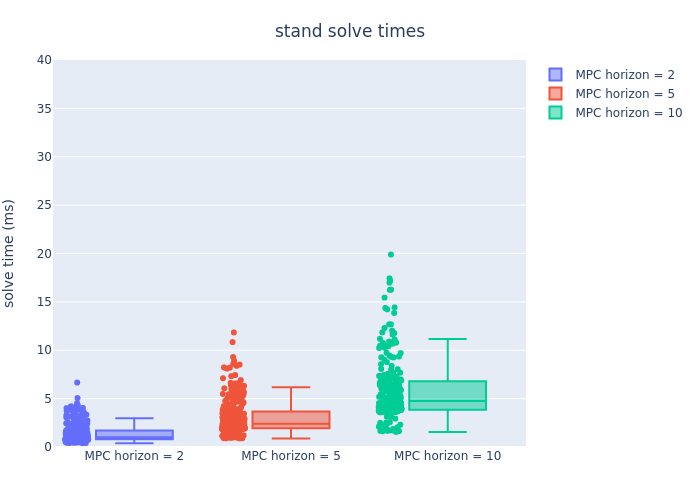 stand solve times
solve time (ms)
40
35
30
25
20
15
10
5
0
MPC horizon = 2
MPC horizon = 5
MPC horizon = 10
MPC horizon = 2
MPC horizon = 5
MPC horizon = 10